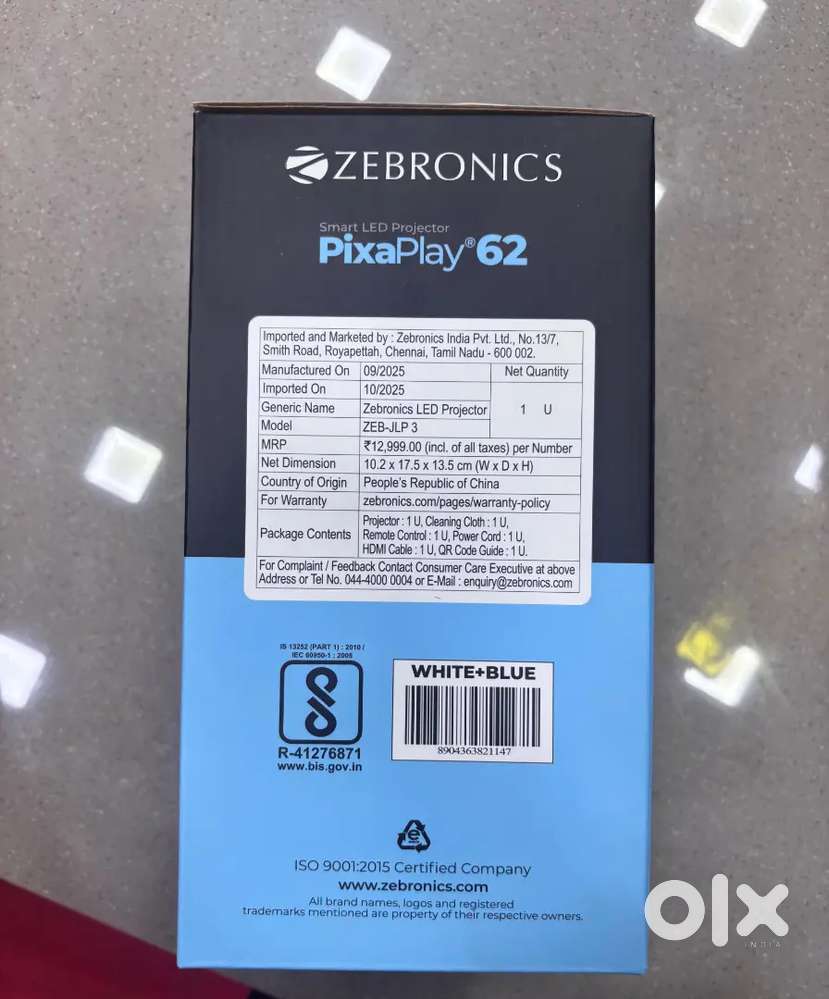 ZEBRONICS
Smart LED Projector
PixaPlay® 62
Imported and Marketed by : Zebronics India Pvt. Ltd., No.13/7,
Smith Road, Royapettah, Chennai, Tamil Nadu - 600 002.
Manufactured On 09/2025 Net Quantity
Imported On 10/2025
Generic Name Zebronics LED Projector 1 U
Model ZEB-JLP 3
MRP ₹12,999.00 (incl. of all taxes) per Number
Net Dimension 10.2 x 17.5 x 13.5 cm (W x D x H)
Country of Origin People's Republic of China
For Warranty zebronics.com/pages/warranty-policy
Package Contents Projector : 1 U, Cleaning Cloth : 1 U,
Remote Control : 1 U, Power Cord : 1 U,
HDMI Cable : 1 U, QR Code Guide : 1 U.
For Complaint / Feedback Contact Consumer Care Executive at above
Address or Tel No. 044-4000 0004 or E-Mail : enquiry@zebronics.com
IS 13252 (PART 1) : 2010 /
IEC 60950-1 : 2005
R-41276871
www.bis.gov.in
WHITE+BLUE
8904363821147
e
ISO 9001:2015 Certified Company
www.zebronics.com
All brand names, logos and registered
trademarks mentioned are property of their respective owners.
olx
INDIA